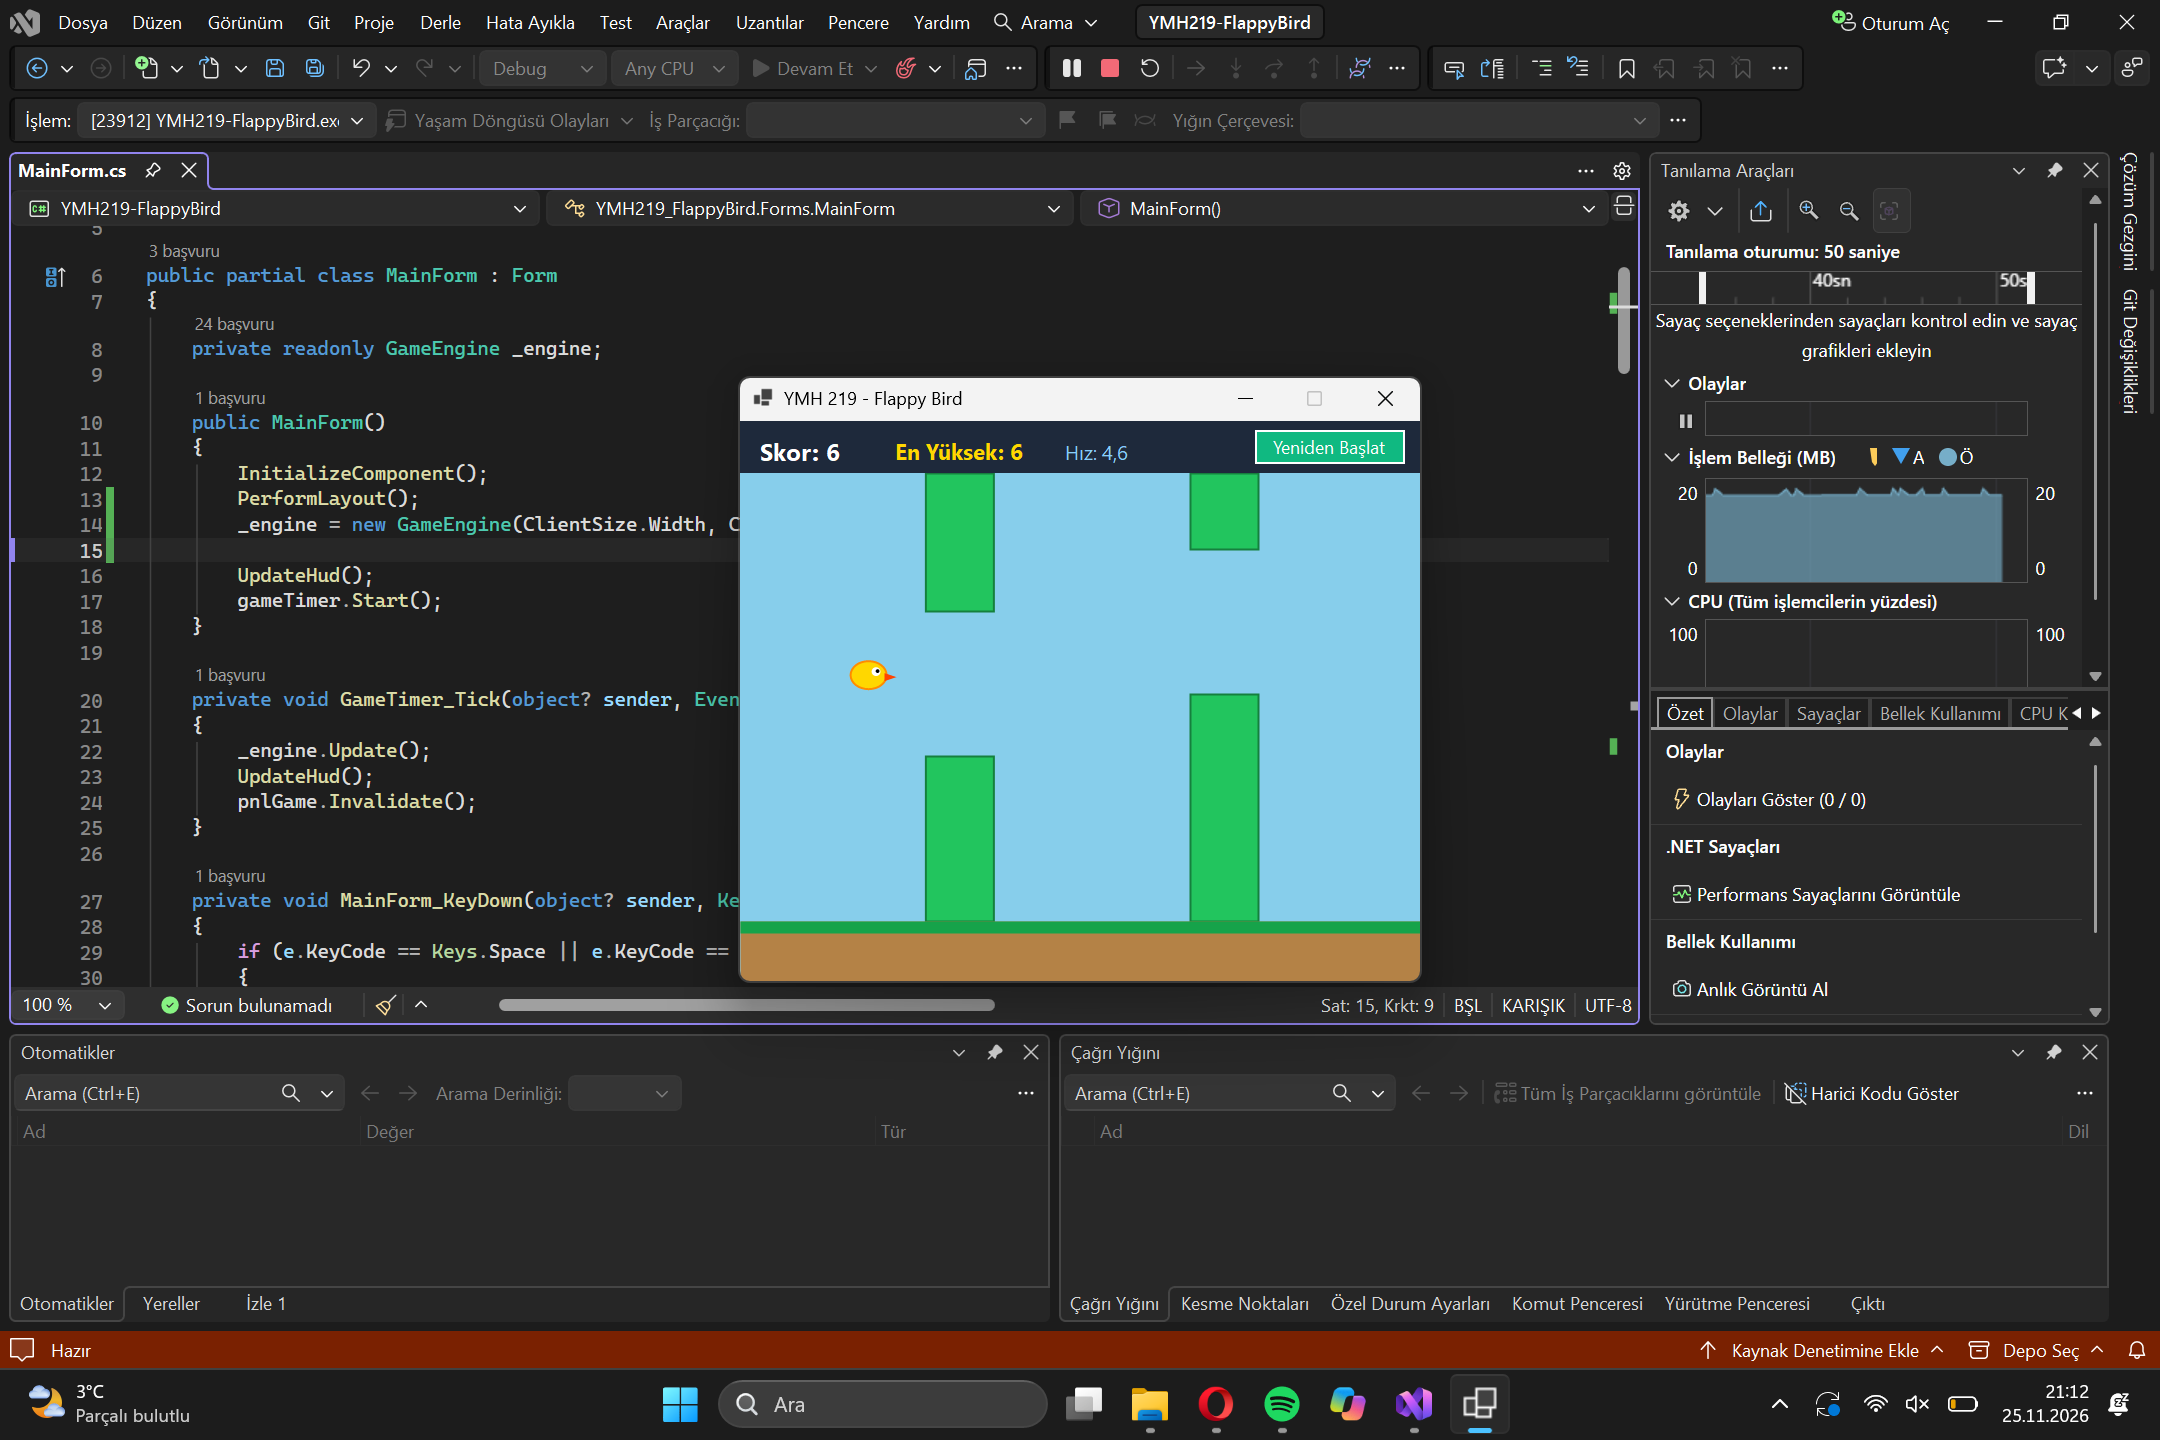 Dosya Düzen Görünüm Git Proje Derle Hata Ayıkla Test Araçlar Uzantılar Pencere Yardım Arama YMH219-FlappyBird Oturum Aç
Debug Any CPU Devam Et
İşlem: [23912] YMH219-FlappyBird.exe Yaşam Döngüsü Olayları İş Parçacığı: Yığın Çerçevesi:
MainForm.cs
YMH219-FlappyBird YMH219_FlappyBird.Forms.MainForm MainForm()
5
3 başvuru
6 public partial class MainForm : Form
7 {
24 başvuru
8 private readonly GameEngine _engine;
9
1 başvuru
10 public MainForm()
11 {
12 InitializeComponent();
13 PerformLayout();
14 _engine = new GameEngine(ClientSize.Width, C
15
16 UpdateHud();
17 gameTimer.Start();
18 }
19
1 başvuru
20 private void GameTimer_Tick(object? sender, Even
21 {
22 _engine.Update();
23 UpdateHud();
24 pnlGame.Invalidate();
25 }
26
1 başvuru
27 private void MainForm_KeyDown(object? sender, Ke
28 {
29 if (e.KeyCode == Keys.Space || e.KeyCode ==
30 {
100 % Sorun bulunamadı Sat: 15, Krkt: 9 BŞL KARIŞIK UTF-8
YMH 219 - Flappy Bird
Skor: 6 En Yüksek: 6 Hız: 4,6 Yeniden Başlat
Tanılama Araçları
Tanılama oturumu: 50 saniye
40sn 50s
Sayaç seçeneklerinden sayaçları kontrol edin ve sayaç
grafikleri ekleyin
Olaylar
İşlem Belleği (MB) A Ö
20 20
0 0
CPU (Tüm işlemcilerin yüzdesi)
100 100
Özet Olaylar Sayaçlar Bellek Kullanımı CPU K
Olaylar
Olayları Göster (0 / 0)
.NET Sayaçları
Performans Sayaçlarını Görüntüle
Bellek Kullanımı
Anlık Görüntü Al
Çözüm Gezgini
Git Değişiklikleri
Otomatikler
Arama (Ctrl+E) Arama Derinliği:
Ad Değer Tür
Otomatikler Yereller İzle 1
Çağrı Yığını
Arama (Ctrl+E) Tüm İş Parçacıklarını görüntüle Harici Kodu Göster
Ad Dil
Çağrı Yığını Kesme Noktaları Özel Durum Ayarları Komut Penceresi Yürütme Penceresi Çıktı
Hazır Kaynak Denetimine Ekle Depo Seç
3°C
Parçalı bulutlu
Ara
21:12
25.11.2026